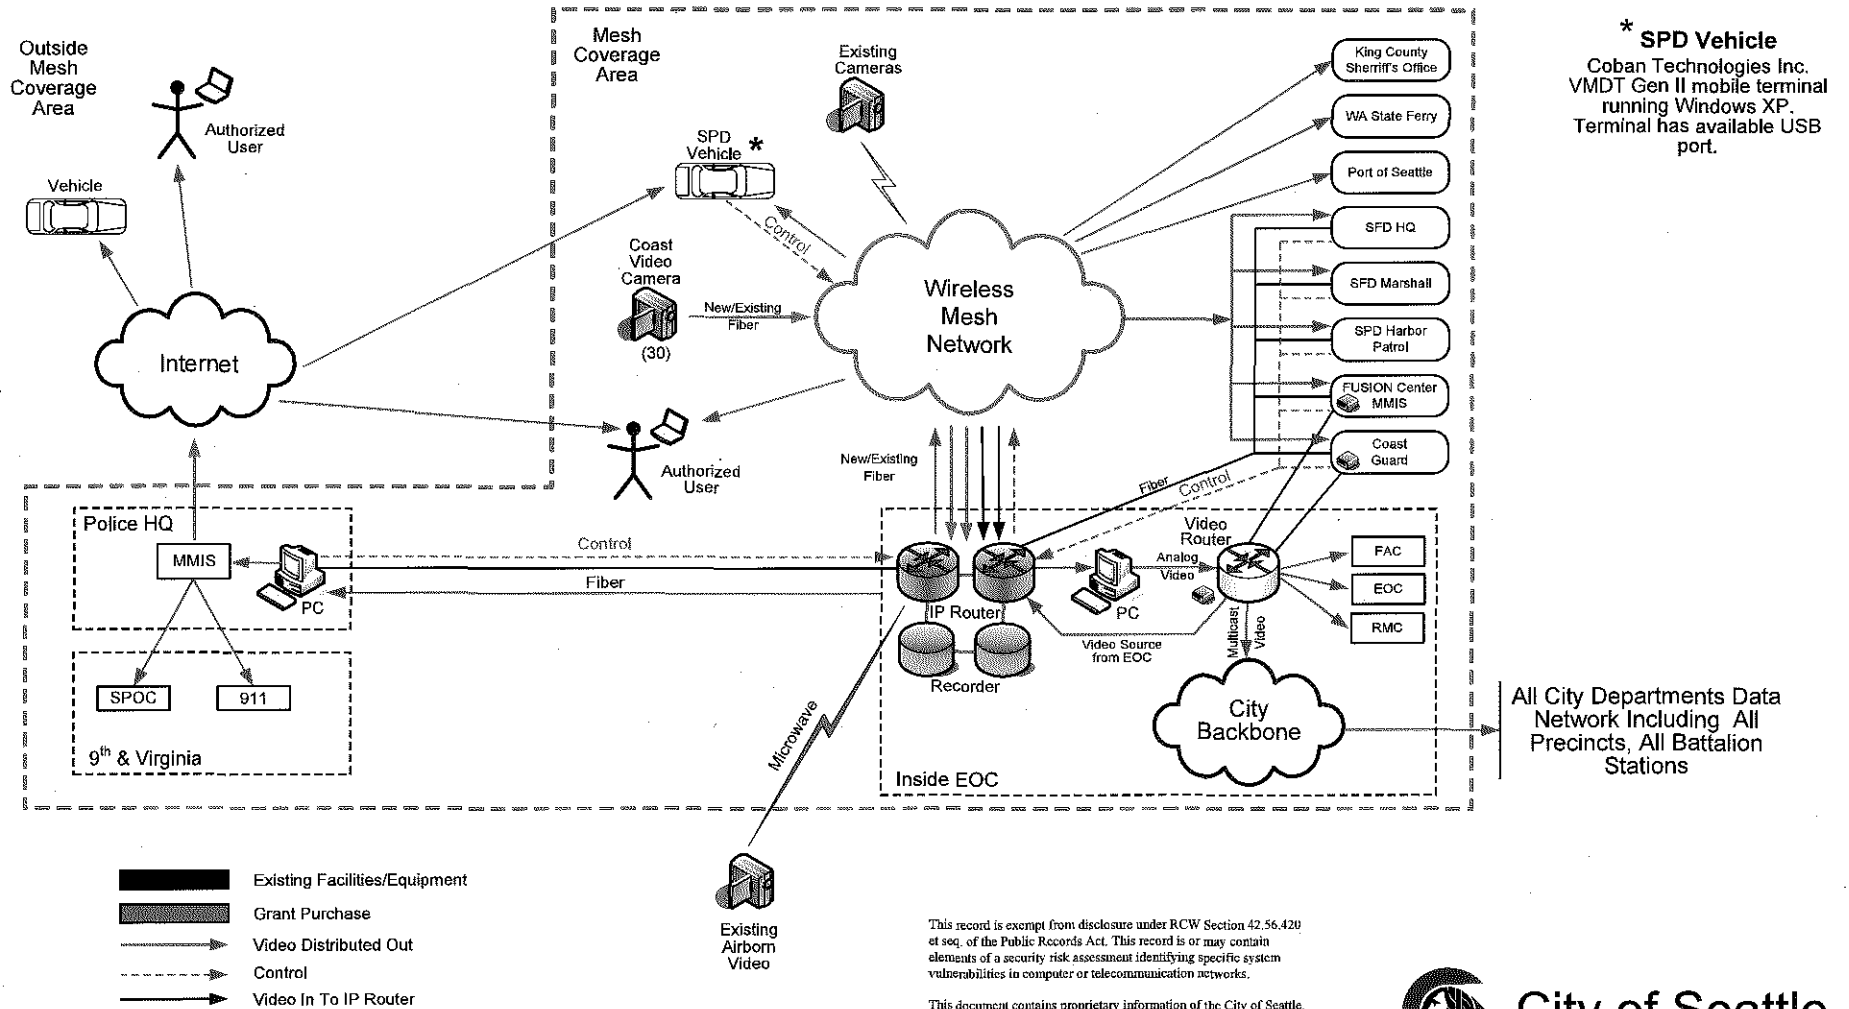 Outside
Mesh
Coverage
Area
Authorized
User
Vehicle
Internet
Mesh
Coverage
Area
Existing
Cameras
SPD
Vehicle *
Control
Coast
Video
Camera
(30)
New/Existing
Fiber
Wireless
Mesh
Network
Authorized
User
New/Existing
Fiber
King County
Sherriff's Office
WA State Ferry
Port of Seattle
SFD HQ
SFD Marshall
SPD Harbor
Patrol
FUSION Center
MMIS
Coast
Guard
* SPD Vehicle
Coban Technologies Inc.
VMDT Gen II mobile terminal
running Windows XP.
Terminal has available USB
port.
Police HQ
MMIS
PC
Control
Fiber
SPOC
911
9th & Virginia
Fiber
Control
Video
Router
IP Router
Recorder
PC
Analog
Video
Video Source
from EOC
Multicast
Video
FAC
EOC
RMC
City
Backbone
Inside EOC
Microwave
All City Departments Data
Network Including All
Precincts, All Battalion
Stations
Existing
Airborn
Video
Existing Facilities/Equipment
Grant Purchase
Video Distributed Out
Control
Video In To IP Router
This record is exempt from disclosure under RCW Section 42.56.420
et seq. of the Public Records Act. This record is or may contain
elements of a security risk assessment identifying specific system
vulnerabilities in computer or telecommunication networks.
This document contains proprietary information of the City of Seattle.
City of Seattle